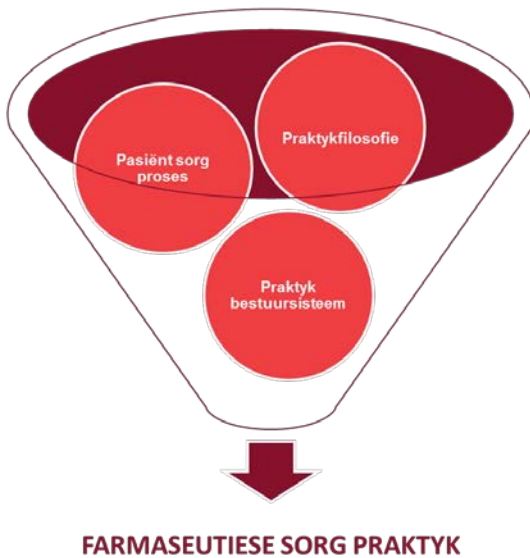 Pasiënt sorg
proses
Praktykfilosofie
Praktyk
bestuursisteem
FARMASEUTIESE SORG PRAKTYK